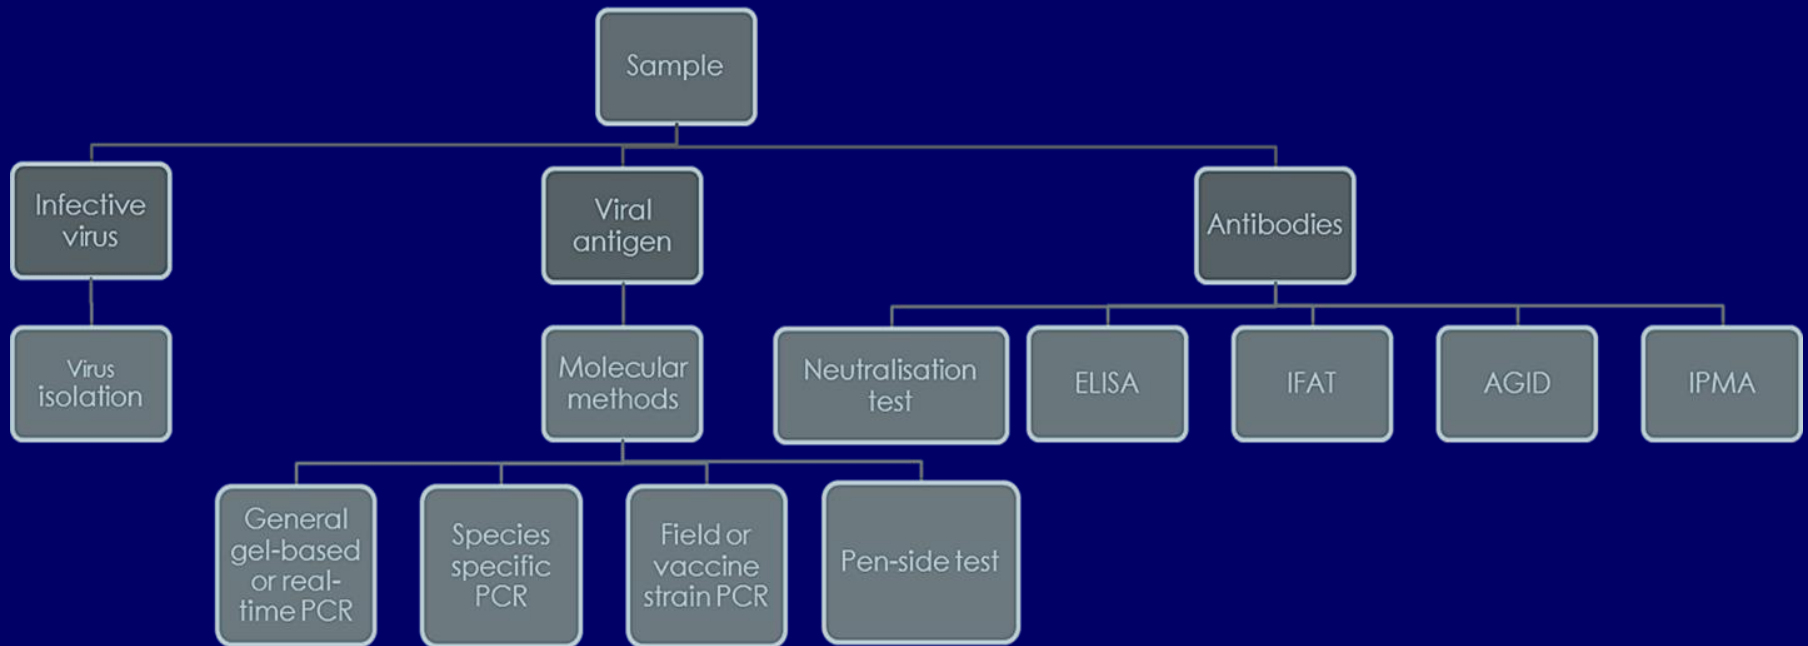 Sample
Infective
virus
Viral
antigen
Antibodies
Virus
isolation
Molecular
methods
Neutralisation
test
ELISA
IFAT
AGID
IPMA
General
gel-based
or real-
time PCR
Species
specific
PCR
Field or
vaccine
strain PCR
Pen-side test